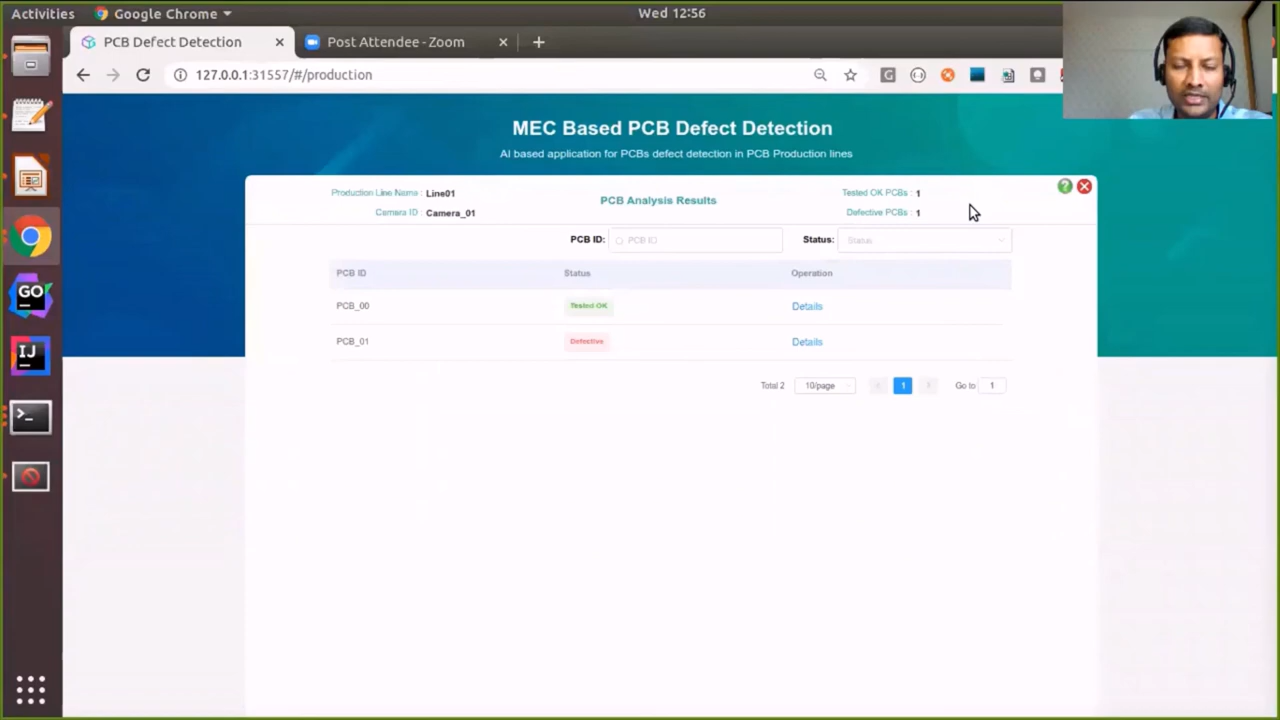 Activities Google Chrome Wed 12:56
PCB Defect Detection Post Attendee - Zoom
127.0.0.1:31557/#/production
MEC Based PCB Defect Detection
AI based application for PCBs defect detection in PCB Production lines
Production Line Name : Line01 PCB Analysis Results Tested OK PCBs : 1
Camera ID : Camera_01 Defective PCBs : 1
PCB ID: PCB ID Status: Status
PCB ID Status Operation
PCB_00 Tested OK Details
PCB_01 Defective Details
Total 2 10/page 1 Go to 1
GO
IJ